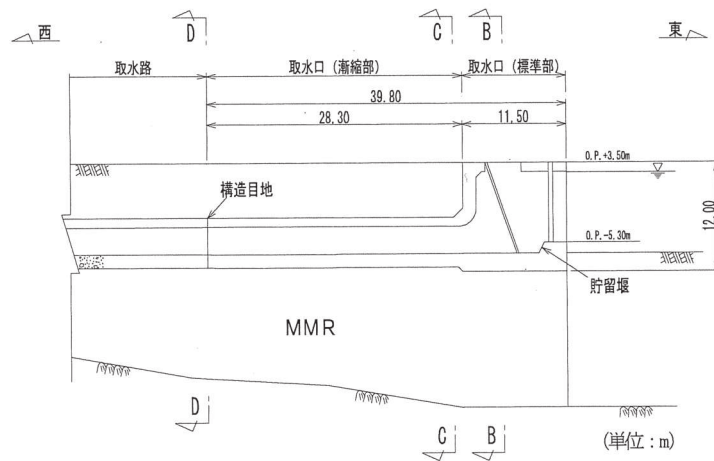 D
C
B
西
東
取水路
取水口 (漸縮部)
取水口 (標準部)
39.80
28.30
11.50
O.P.+3.50m
構造目地
12.00
O.P.-5.30m
貯留堰
MMR
D
C
B
(単位:m)